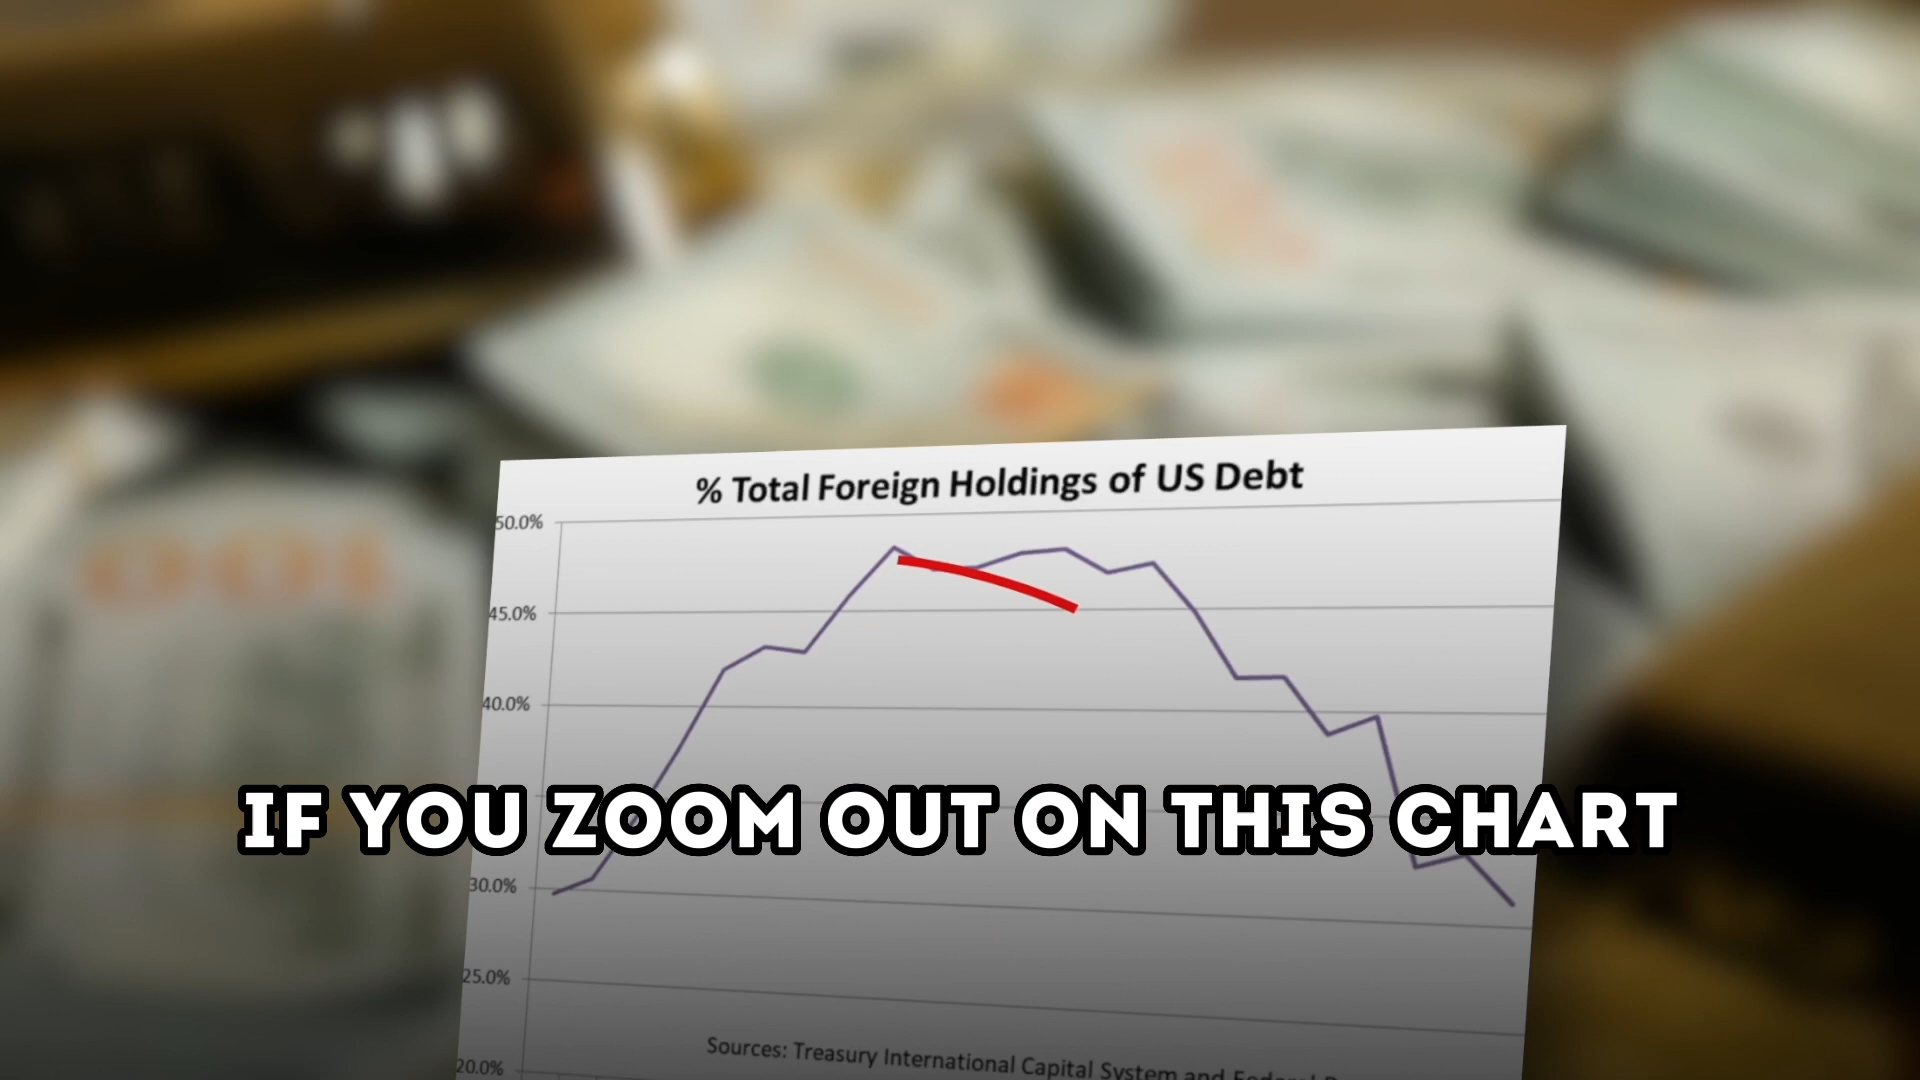 % Total Foreign Holdings of US Debt
50.0%
45.0%
40.0%
IF YOU ZOOM OUT ON THIS CHART
30.0%
25.0%
Sources: Treasury International Capital System and Federal
20.0%